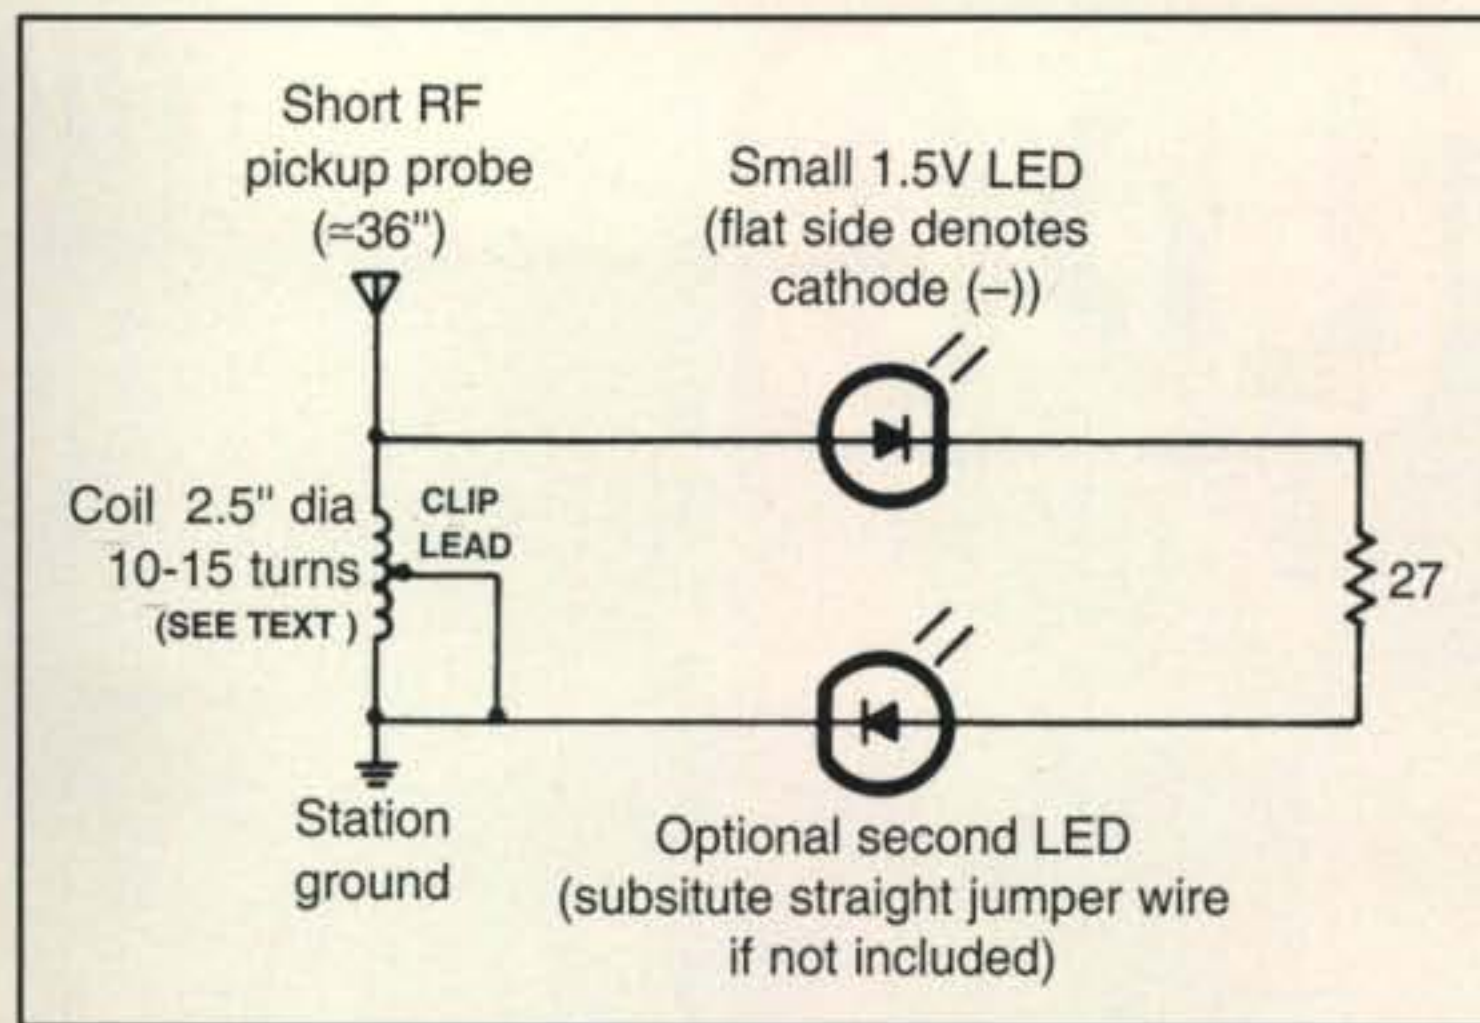 Short RF
pickup probe
(≈36")
Small 1.5V LED
(flat side denotes
cathode (–))
Coil 2.5" dia
10-15 turns
(SEE TEXT )
CLIP
LEAD
27
Station
ground
Optional second LED
(subsitute straight jumper wire
if not included)